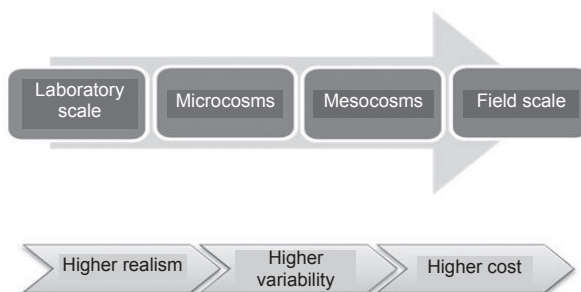 Laboratory
scale
Microcosms
Mesocosms
Field scale
Higher realism
Higher
variability
Higher cost